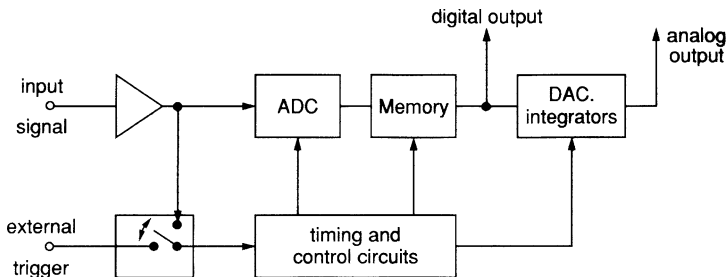 digital output
analog
output
input
signal
ADC
Memory
DAC.
integrators
external
trigger
timing and
control circuits